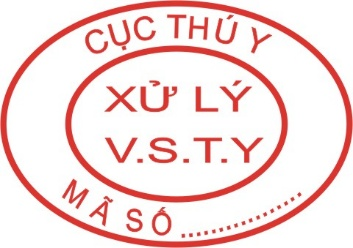 CỤC THÚ Y
XỬ LÝ
V.S.T.Y
MÃ SỐ....................